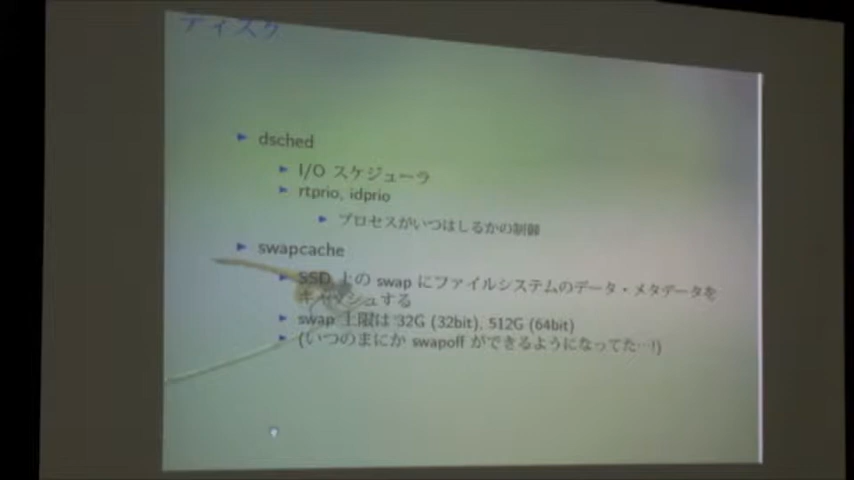 ディスク
dsched
I/O スケジューラ
rtprio, idprio
プロセスがいつはしるかの制御
swapcache
SSD 上の swap にファイルシステムのデータ・メタデータを
キャッシュする
swap 上限は 32G (32bit), 512G (64bit)
(いつのまにか swapoff ができるようになってた…!)